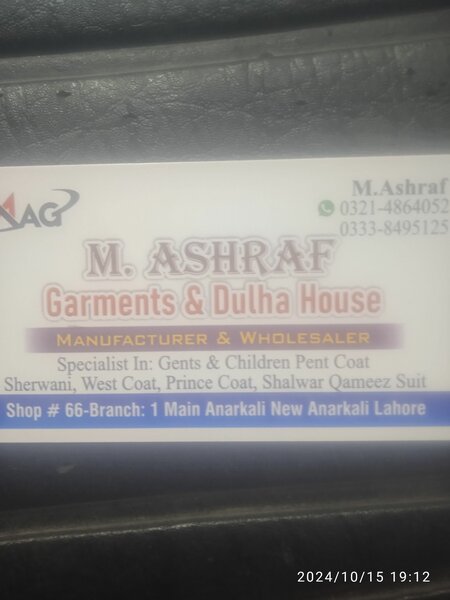 MAG
M.Ashraf
0321-4864052
0333-8495125
M. ASHRAF
Garments & Dulha House
MANUFACTURER & WHOLESALER
Specialist In: Gents & Children Pent Coat
Sherwani, West Coat, Prince Coat, Shalwar Qameez Suit
Shop # 66-Branch: 1 Main Anarkali New Anarkali Lahore
2024/10/15 19:12